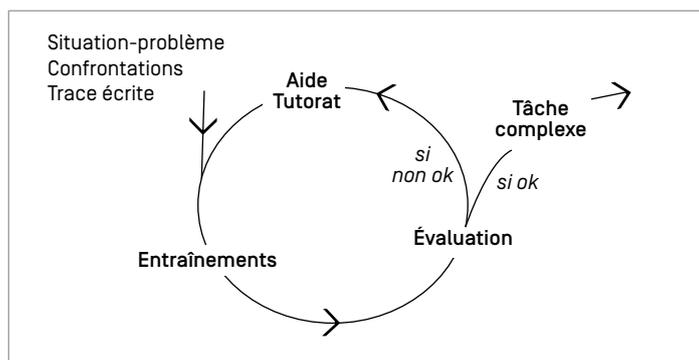 Situation-problème
Confrontations
Trace écrite
Aide
Tutorat
Tâche
complexe
si
non ok
si ok
Évaluation
Entraînements